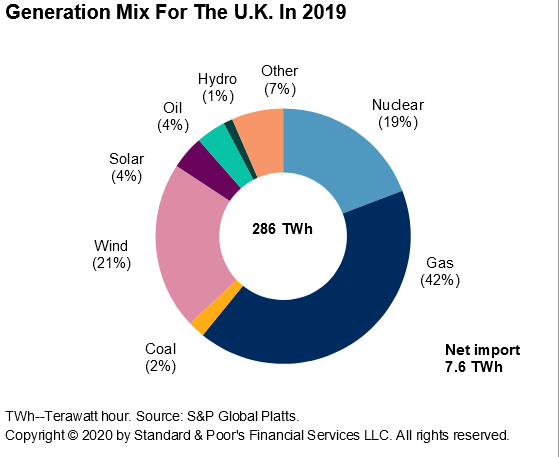 Generation Mix For The U.K. In 2019
Other
(7%)
Hydro
(1%)
Nuclear
(19%)
Oil
(4%)
Solar
(4%)
286 TWh
Wind
(21%)
Gas
(42%)
Coal
(2%)
Net import
7.6 TWh
TWh--Terawatt hour. Source: S&P Global Platts.
Copyright © 2020 by Standard & Poor's Financial Services LLC. All rights reserved.